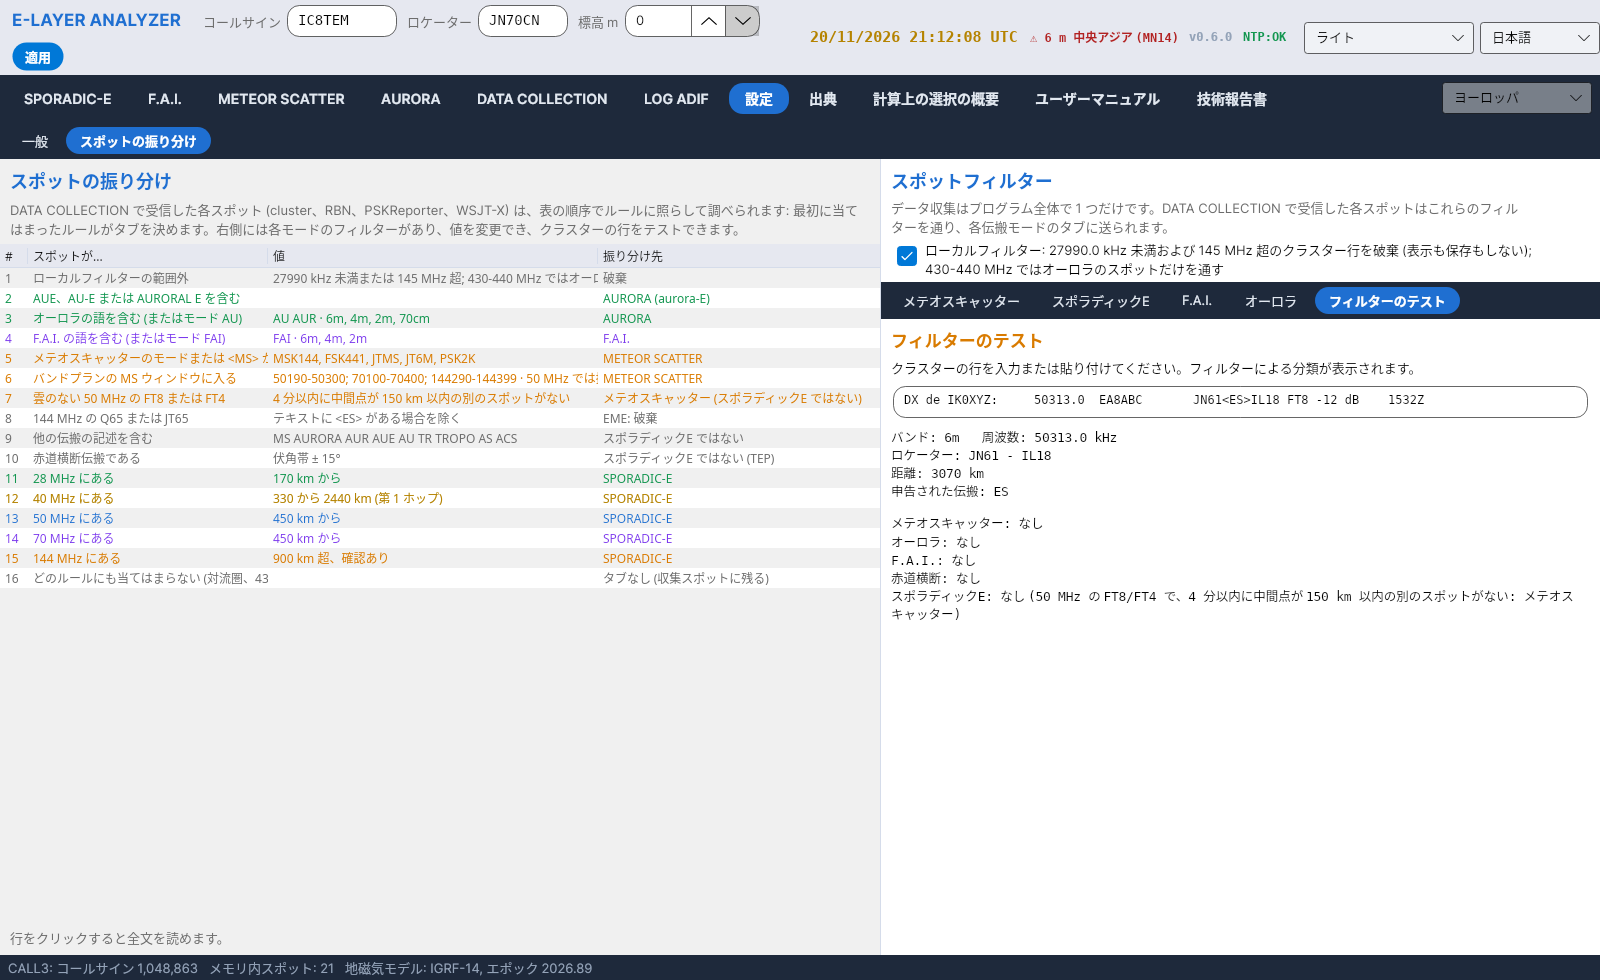 E-LAYER ANALYZER コールサイン IC8TEM ロケーター JN70CN 標高 m 0
適用
20/11/2026 21:12:08 UTC ⚠ 6 m 中央アジア (MN14) v0.6.0 NTP:OK ライト 日本語
SPORADIC-E F.A.I. METEOR SCATTER AURORA DATA COLLECTION LOG ADIF 設定 出典 計算上の選択の概要 ユーザーマニュアル 技術報告書 ヨーロッパ
一般 スポットの振り分け
スポットの振り分け
DATA COLLECTION で受信した各スポット (cluster、RBN、PSKReporter、WSJT-X) は、表の順序でルールに照らして調べられます: 最初に当て
はまったルールがタブを決めます。右側には各モードのフィルターがあり、値を変更でき、クラスターの行をテストできます。
# スポットが... 値 振り分け先
1 ローカルフィルターの範囲外 27990 kHz 未満または 145 MHz 超; 430-440 MHz ではオーロ 破棄
2 AUE、AU-E または AURORAL E を含む AURORA (aurora-E)
3 オーロラの語を含む (またはモード AU) AU AUR · 6m, 4m, 2m, 70cm AURORA
4 F.A.I. の語を含む (またはモード FAI) FAI · 6m, 4m, 2m F.A.I.
5 メテオスキャッターのモードまたは <MS> が MSK144, FSK441, JTMS, JT6M, PSK2K METEOR SCATTER
6 バンドプランの MS ウィンドウに入る 50190-50300; 70100-70400; 144290-144399 · 50 MHz では METEOR SCATTER
7 雲のない 50 MHz の FT8 または FT4 4 分以内に中間点が 150 km 以内の別のスポットがない メテオスキャッター (スポラディックE ではない)
8 144 MHz の Q65 または JT65 テキストに <ES> がある場合を除く EME: 破棄
9 他の伝搬の記述を含む MS AURORA AUR AUE AU TR TROPO AS ACS スポラディックE ではない
10 赤道横断伝搬である 伏角帯 ± 15° スポラディックE ではない (TEP)
11 28 MHz にある 170 km から SPORADIC-E
12 40 MHz にある 330 から 2440 km (第 1 ホップ) SPORADIC-E
13 50 MHz にある 450 km から SPORADIC-E
14 70 MHz にある 450 km から SPORADIC-E
15 144 MHz にある 900 km 超、確認あり SPORADIC-E
16 どのルールにも当てはまらない (対流圏、43 タブなし (収集スポットに残る)
行をクリックすると全文を読めます。
スポットフィルター
データ収集はプログラム全体で 1 つだけです。DATA COLLECTION で受信した各スポットはこれらのフィル
ターを通り、各伝搬モードのタブに送られます。
ローカルフィルター: 27990.0 kHz 未満および 145 MHz 超のクラスター行を破棄 (表示も保存もしない);
430-440 MHz ではオーロラのスポットだけを通す
メテオスキャッター スポラディックE F.A.I. オーロラ フィルターのテスト
フィルターのテスト
クラスターの行を入力または貼り付けてください。フィルターによる分類が表示されます。
DX de IK0XYZ: 50313.0 EA8ABC JN61<ES>IL18 FT8 -12 dB 1532Z
バンド: 6m 周波数: 50313.0 kHz
ロケーター: JN61 - IL18
距離: 3070 km
申告された伝搬: ES
メテオスキャッター: なし
オーロラ: なし
F.A.I.: なし
赤道横断: なし
スポラディックE: なし (50 MHz の FT8/FT4 で、4 分以内に中間点が 150 km 以内の別のスポットがない: メテオス
キャッター)
CALL3: コールサイン 1,048,863 メモリ内スポット: 21 地磁気モデル: IGRF-14, エポック 2026.89